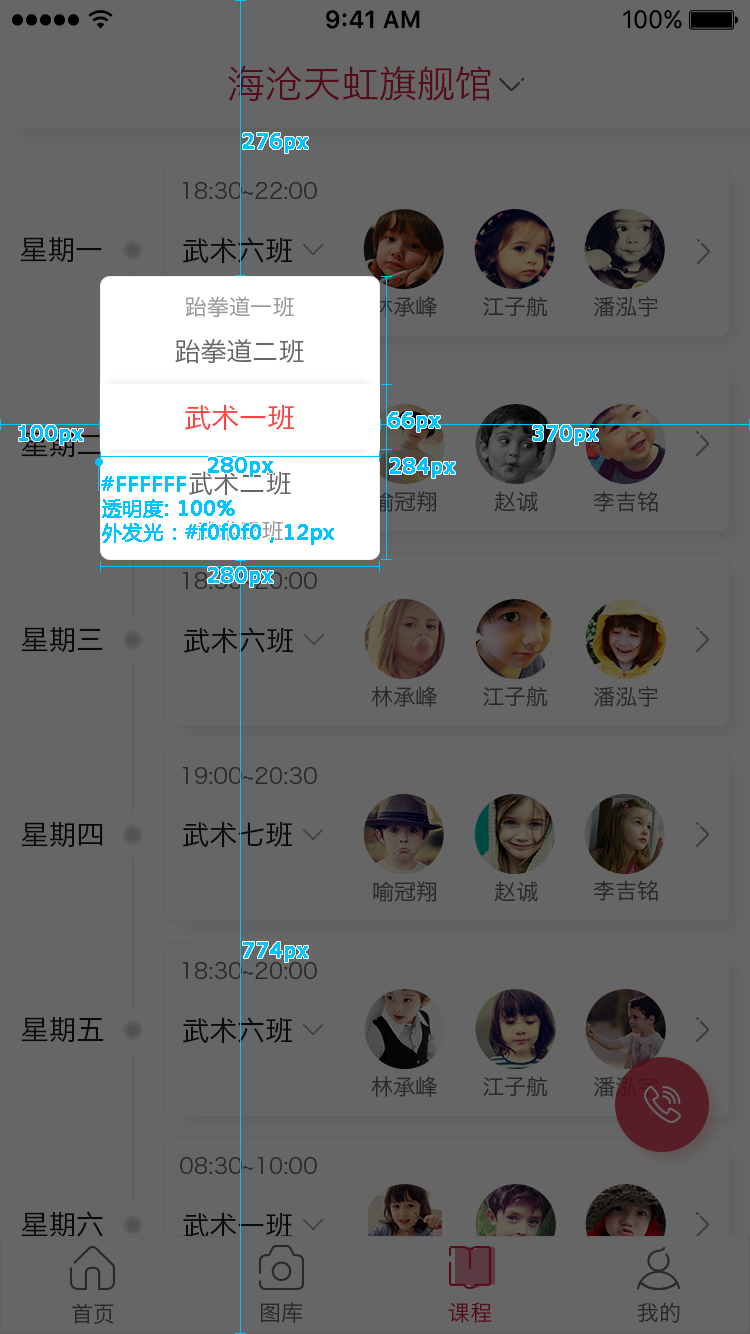 9:41 AM
100%
海沧天虹旗舰馆
276px
18:30~22:00
星期一
武术六班
林承峰
江子航
潘泓宇
跆拳道一班
跆拳道二班
武术一班
66px
100px
370px
星期二
280px
284px
#FFFFFF
武术二班
透明度: 100%
外发光：#f0f0f0，12px
喻冠翔
赵诚
李吉铭
280px
18:30~20:00
星期三
武术六班
林承峰
江子航
潘泓宇
19:00~20:30
星期四
武术七班
喻冠翔
赵诚
李吉铭
774px
18:30~20:00
星期五
武术六班
林承峰
江子航
潘泓宇
08:30~10:00
星期六
武术一班
首页
图库
课程
我的